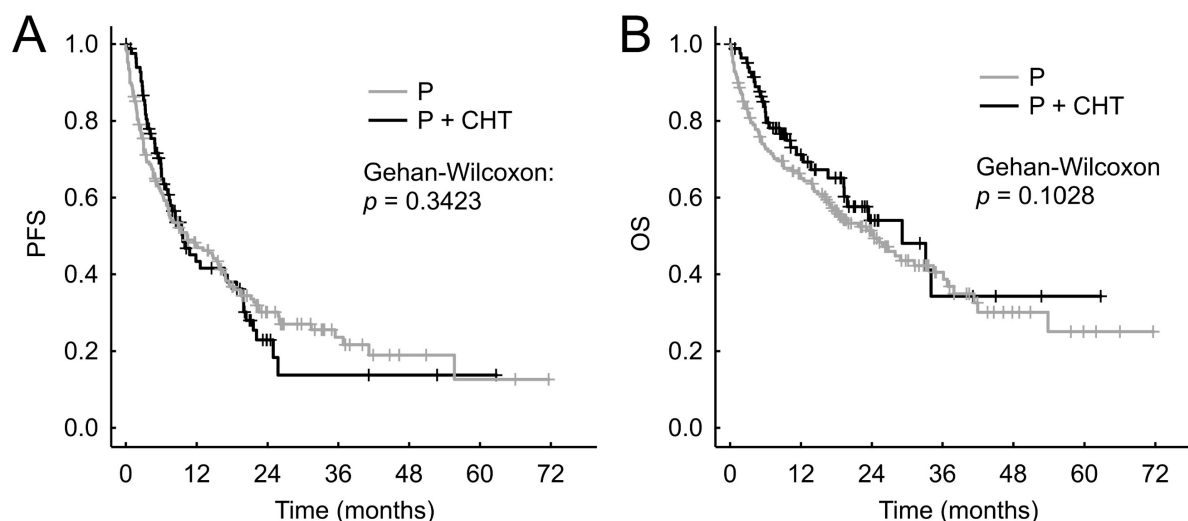 A
PFS
1.0
0.8
0.6
0.4
0.2
0.0
P
P + CHT
Gehan-Wilcoxon:
p = 0.3423
0 12 24 36 48 60 72
Time (months)
B
OS
1.0
0.8
0.6
0.4
0.2
0.0
P
P + CHT
Gehan-Wilcoxon
p = 0.1028
0 12 24 36 48 60 72
Time (months)